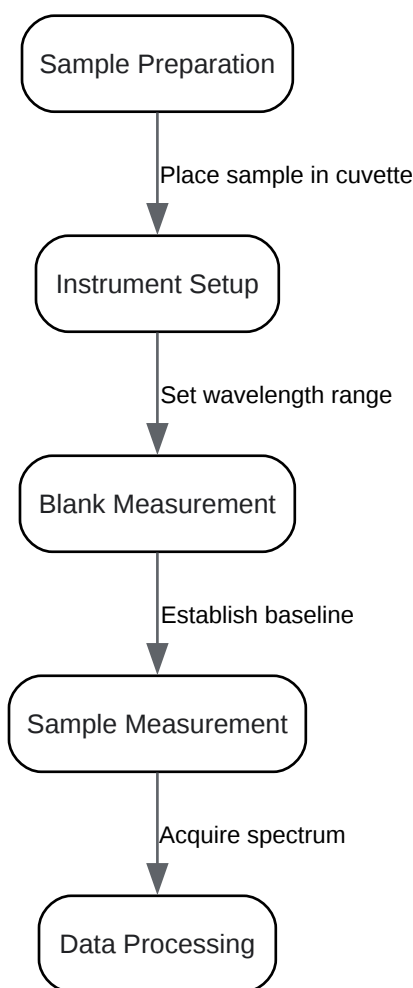 Sample Preparation
Place sample in cuvette
Instrument Setup
Set wavelength range
Blank Measurement
Establish baseline
Sample Measurement
Acquire spectrum
Data Processing